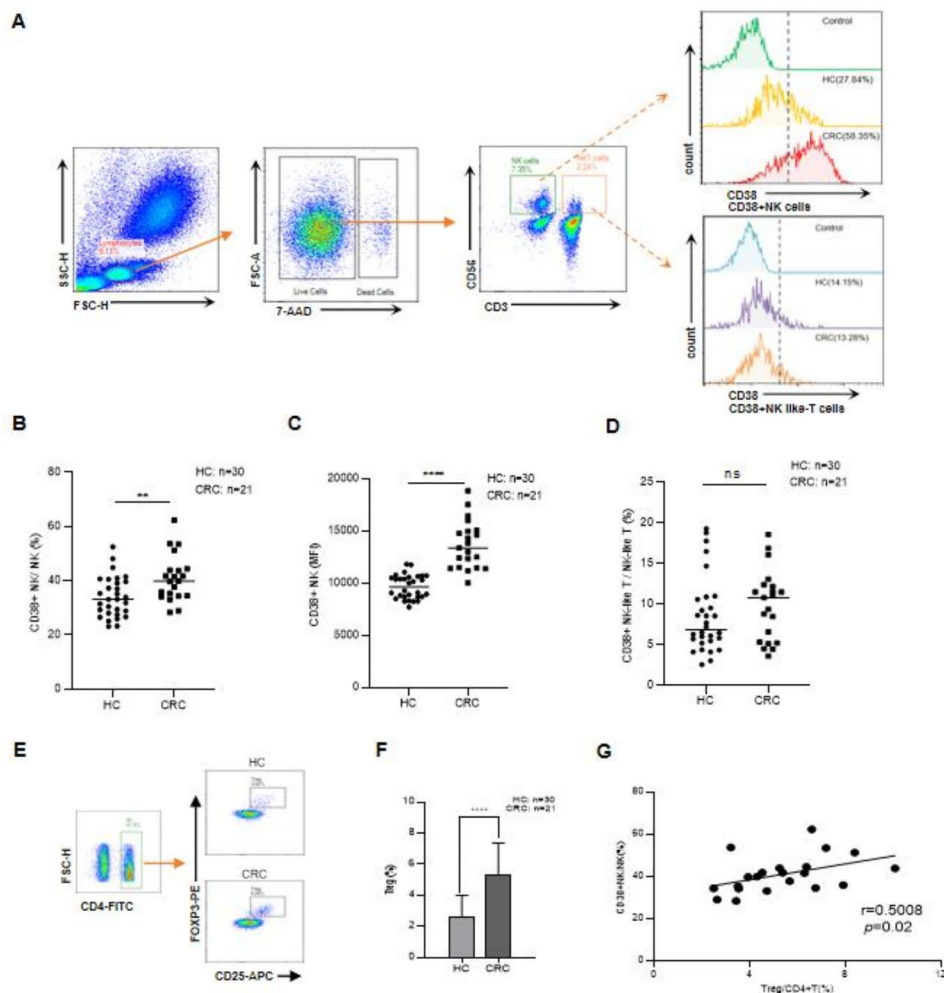 A
SSC-H
Lymphocytes
FSC-H
FSC-A
Live Cells
Dead Cells
7-AAD
CD56
NK cells
7.35%
NKT cells
2.24%
CD3
count
Control
HC(27.84%)
CRC(58.35%)
CD38
CD38+NK cells
count
Control
HC(14.15%)
CRC(13.28%)
CD38
CD38+NK like-T cells
B
HC: n=30
CRC: n=21
CD38+ NK/ NK (%)
80
60
40
20
0
**
HC
CRC
C
HC: n=30
CRC: n=21
CD38+ NK (MFI)
20000
15000
10000
5000
0
****
HC
CRC
D
HC: n=30
CRC: n=21
CD38+ NK-like T / NK-like T (%)
25
20
15
10
5
0
ns
HC
CRC
E
FSC-H
CD4-FITC
HC
CRC
FOXP3-PE
CD25-APC
F
HC: n=30
CRC: n=21
Treg (%)
10
8
6
4
2
0
****
HC
CRC
G
CD38+NK/NK(%)
80
60
40
20
0
r=0.5008
p=0.02
0
4
8
12
Treg/CD4+T(%)